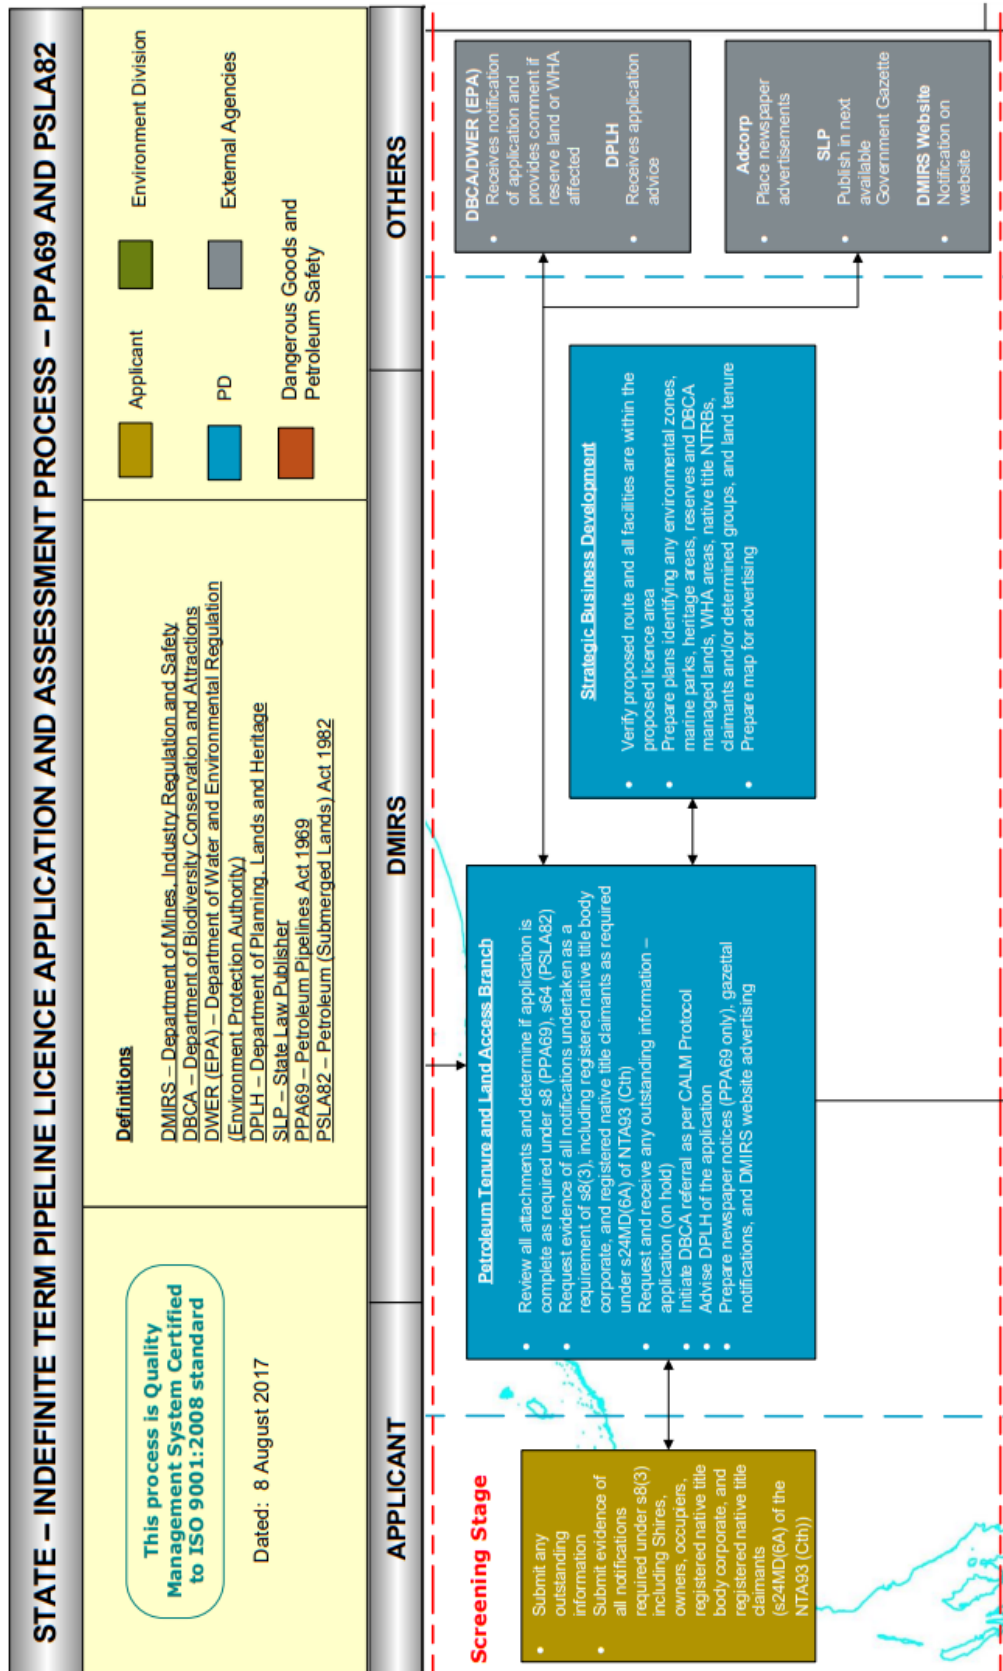 STATE – INDEFINITE TERM PIPELINE LICENCE APPLICATION AND ASSESSMENT PROCESS – PPA69 AND PSLA82
This process is Quality
Management System Certified
to ISO 9001:2008 standard
Dated: 8 August 2017
Definitions
DMIRS – Department of Mines, Industry Regulation and Safety
DBCA – Department of Biodiversity Conservation and Attractions
DWER (EPA) – Department of Water and Environmental Regulation
(Environment Protection Authority)
DPLH – Department of Planning, Lands and Heritage
SLP – State Law Publisher
PPA69 – Petroleum Pipelines Act 1969
PSLA82 – Petroleum (Submerged Lands) Act 1982
Applicant
Environment Division
PD
External Agencies
Dangerous Goods and
Petroleum Safety
APPLICANT
DMIRS
OTHERS
Screening Stage
• Submit any
outstanding
information
• Submit evidence of
all notifications
required under s8(3)
including Shires,
owners, occupiers,
registered native title
body corporate, and
registered native title
claimants
(s24MD(6A) of the
NTA93 (Cth))
Petroleum Tenure and Land Access Branch
• Review all attachments and determine if application is
complete as required under s8 (PPA69), s64 (PSLA82)
• Request evidence of all notifications undertaken as a
requirement of s8(3), including registered native title body
corporate, and registered native title claimants as required
under s24MD(6A) of NTA93 (Cth)
• Request and receive any outstanding information –
application (on hold)
• Initiate DBCA referral as per CALM Protocol
• Advise DPLH of the application
• Prepare newspaper notices (PPA69 only), gazettal
notifications, and DMIRS website advertising
Strategic Business Development
• Verify proposed route and all facilities are within the
proposed licence area
• Prepare plans identifying any environmental zones,
marine parks, heritage areas, reserves and DBCA
managed lands, WHA areas, native title NTRBs,
claimants and/or determined groups, and land tenure
• Prepare map for advertising
DBCA/DWER (EPA)
• Receives notification
of application and
provides comment if
reserve land or WHA
affected
DPLH
• Receives application
advice
Adcorp
• Place newspaper
advertisements
SLP
• Publish in next
available
Government Gazette
DMIRS Website
• Notification on
website